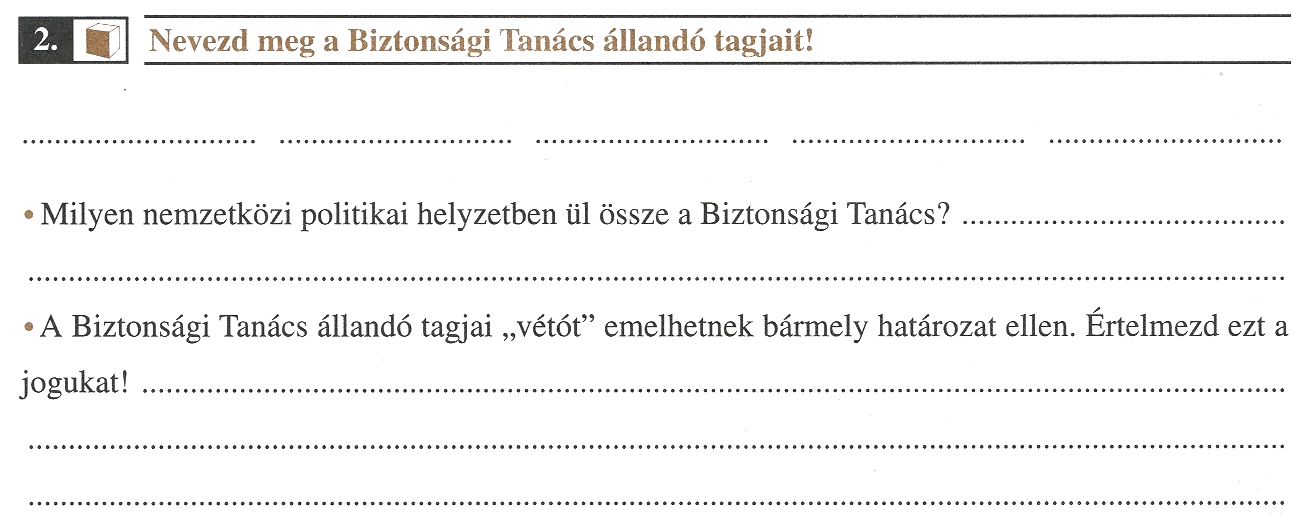 2. Nevezd meg a Biztonsági Tanács állandó tagjait!
............................. ............................. ............................. ............................. .............................
• Milyen nemzetközi politikai helyzetben ül össze a Biztonsági Tanács? ........................................
................................................................................................................................................................
• A Biztonsági Tanács állandó tagjai „vétót” emelhetnek bármely határozat ellen. Értelmezd ezt a
jogukat! ..................................................................................................................................................
................................................................................................................................................................
................................................................................................................................................................